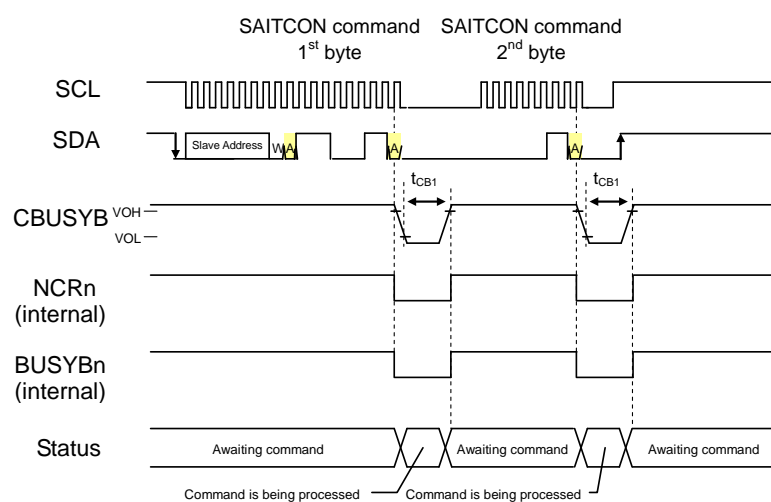 SAITCON command
1st byte
SAITCON command
2nd byte
SCL
SDA
Slave Address
W
A
A
A
tCB1
tCB1
CBUSYB
VOH
VOL
NCRn
(internal)
BUSYBn
(internal)
Status
Awaiting command
Awaiting command
Awaiting command
Command is being processed
Command is being processed